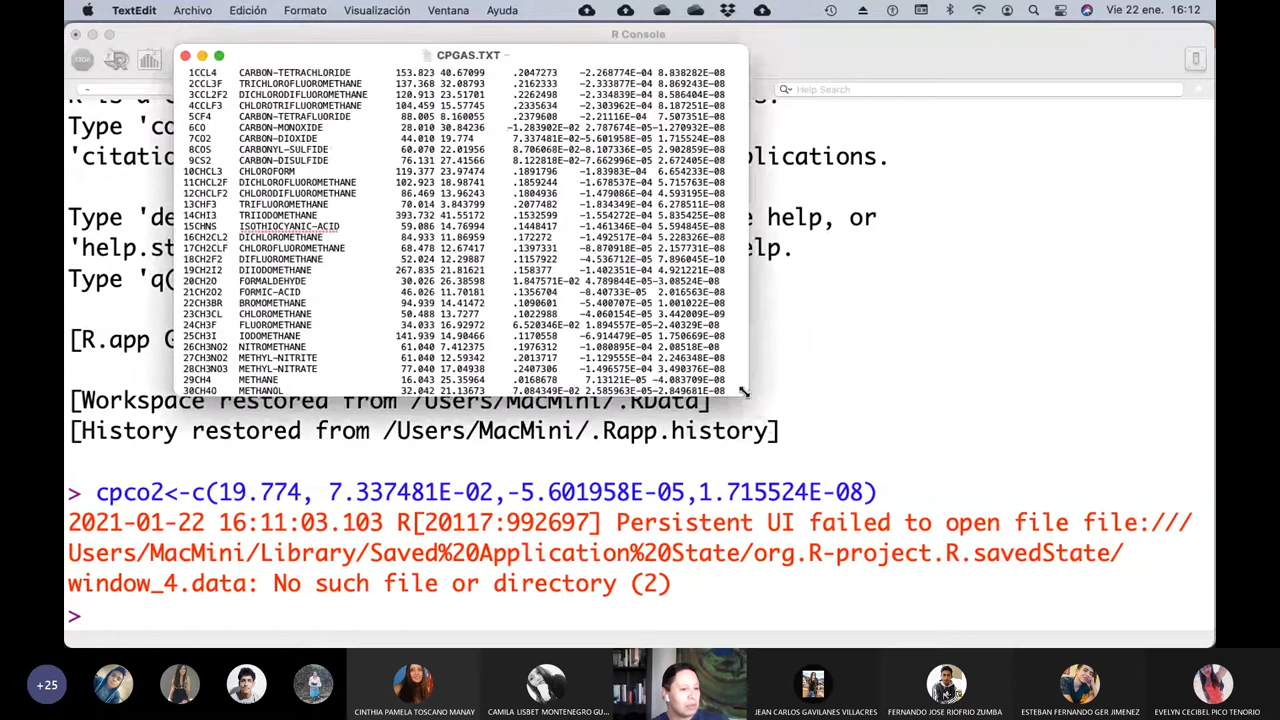 TextEdit Archivo Edición Formato Visualización Ventana Ayuda Vie 22 ene. 16:12
R Console
STOP
CPGAS.TXT
Help Search
1CCL4 CARBON-TETRACHLORIDE 153.823 40.67099 .2047273 -2.268774E-04 8.838282E-08
2CCL3F TRICHLOROFLUOROMETHANE 137.368 32.08793 .2162333 -2.333877E-04 8.869243E-08
3CCL2F2 DICHLORODIFLUOROMETHANE 120.913 23.51701 .2262498 -2.334839E-04 8.586404E-08
4CCLF3 CHLOROTRIFLUOROMETHANE 104.459 15.57745 .2335634 -2.303942E-04 8.187251E-08
5CF4 CARBON-TETRAFLUORIDE 88.005 8.160055 .2379608 -2.21116E-04 7.507351E-08
6CO CARBON-MONOXIDE 28.010 30.84236 -1.283902E-02 2.787674E-05-1.270932E-08
7CO2 CARBON-DIOXIDE 44.010 19.774 7.337481E-02-5.601958E-05 1.715524E-08
8COS CARBONYL-SULFIDE 60.070 22.01956 8.706068E-02-8.107336E-05 2.902859E-08
9CS2 CARBON-DISULFIDE 76.131 27.41566 8.122818E-02-7.662996E-05 2.672405E-08
10CHCL3 CHLOROFORM 119.377 23.97474 .1891796 -1.83983E-04 6.654233E-08
11CHCL2F DICHLOROFLUOROMETHANE 102.923 18.98741 .1859244 -1.687538E-04 5.715763E-08
12CHCLF2 CHLORODIFLUOROMETHANE 86.469 13.96243 .1804936 -1.479086E-04 4.593195E-08
13CHF3 TRIFLUOROMETHANE 70.014 3.843799 .2077482 -1.834349E-04 6.278511E-08
14CHI3 TRIIODOMETHANE 393.732 41.55172 .1532599 -1.554272E-04 5.835425E-08
15CHNS ISOTHIOCYANIC-ACID 59.086 14.76994 .1448417 -1.461346E-04 5.594845E-08
16CH2CL2 DICHLOROMETHANE 84.933 11.86959 .172272 -1.492517E-04 5.228326E-08
17CH2CLF CHLOROFLUOROMETHANE 68.478 12.67417 .1397331 -8.878918E-05 2.157731E-08
18CH2F2 DIFLUOROMETHANE 52.024 12.29887 .1157922 -4.536712E-05 7.896045E-10
19CH2I2 DIIODOMETHANE 267.835 21.81621 .158377 -1.402351E-04 4.921221E-08
20CH2O FORMALDEHYDE 30.026 26.38598 1.847571E-02 4.789844E-05-3.08524E-08
21CH2O2 FORMIC-ACID 46.026 11.70181 .1356704 -8.40733E-05 2.016563E-08
22CH3BR BROMOMETHANE 94.939 14.41472 .1090601 -5.400707E-05 1.001022E-08
23CH3CL CHLOROMETHANE 50.488 13.7277 .1022988 -4.060154E-05 3.442009E-09
24CH3F FLUOROMETHANE 34.033 16.92972 6.520346E-02 1.894557E-05-2.40329E-08
25CH3I IODOMETHANE 141.939 14.90466 .1170558 -6.914479E-05 1.750669E-08
26CH3NO2 NITROMETHANE 61.040 7.412375 .1976312 -1.080051E-04 2.08518E-08
27CH3NO2 METHYL-NITRITE 61.040 12.59342 .2013717 -1.129555E-04 2.246348E-08
28CH3NO3 METHYL-NITRATE 77.040 17.04938 .2407306 -1.496575E-04 3.490376E-08
29CH4 METHANE 16.043 25.35964 .0168678 7.13121E-05 -4.083709E-08
30CH4O METHANOL 32.042 21.13673 7.084349E-02 2.585963E-05-2.849681E-08
R is a
Type 'co
'citatio plications.
Type 'de e help, or
'help.st help.
Type 'q(
[R.app G
[Workspace restored from /Users/MacMini/.RData]
[History restored from /Users/MacMini/.Rapp.history]
> cpco2<-c(19.774, 7.337481E-02,-5.601958E-05,1.715524E-08)
2021-01-22 16:11:03.103 R[20117:992697] Persistent UI failed to open file file:///
Users/MacMini/Library/Saved%20Application%20State/org.R-project.R.savedState/
window_4.data: No such file or directory (2)
>
+25
CINTHIA PAMELA TOSCANO MANAY
CAMILA LISBET MONTENEGRO GU...
JEAN CARLOS GAVILANES VILLACRES
FERNANDO JOSE RIOFRIO ZUMBA
ESTEBAN FERNANDO GER JIMENEZ
EVELYN CECIBEL PICO TENORIO